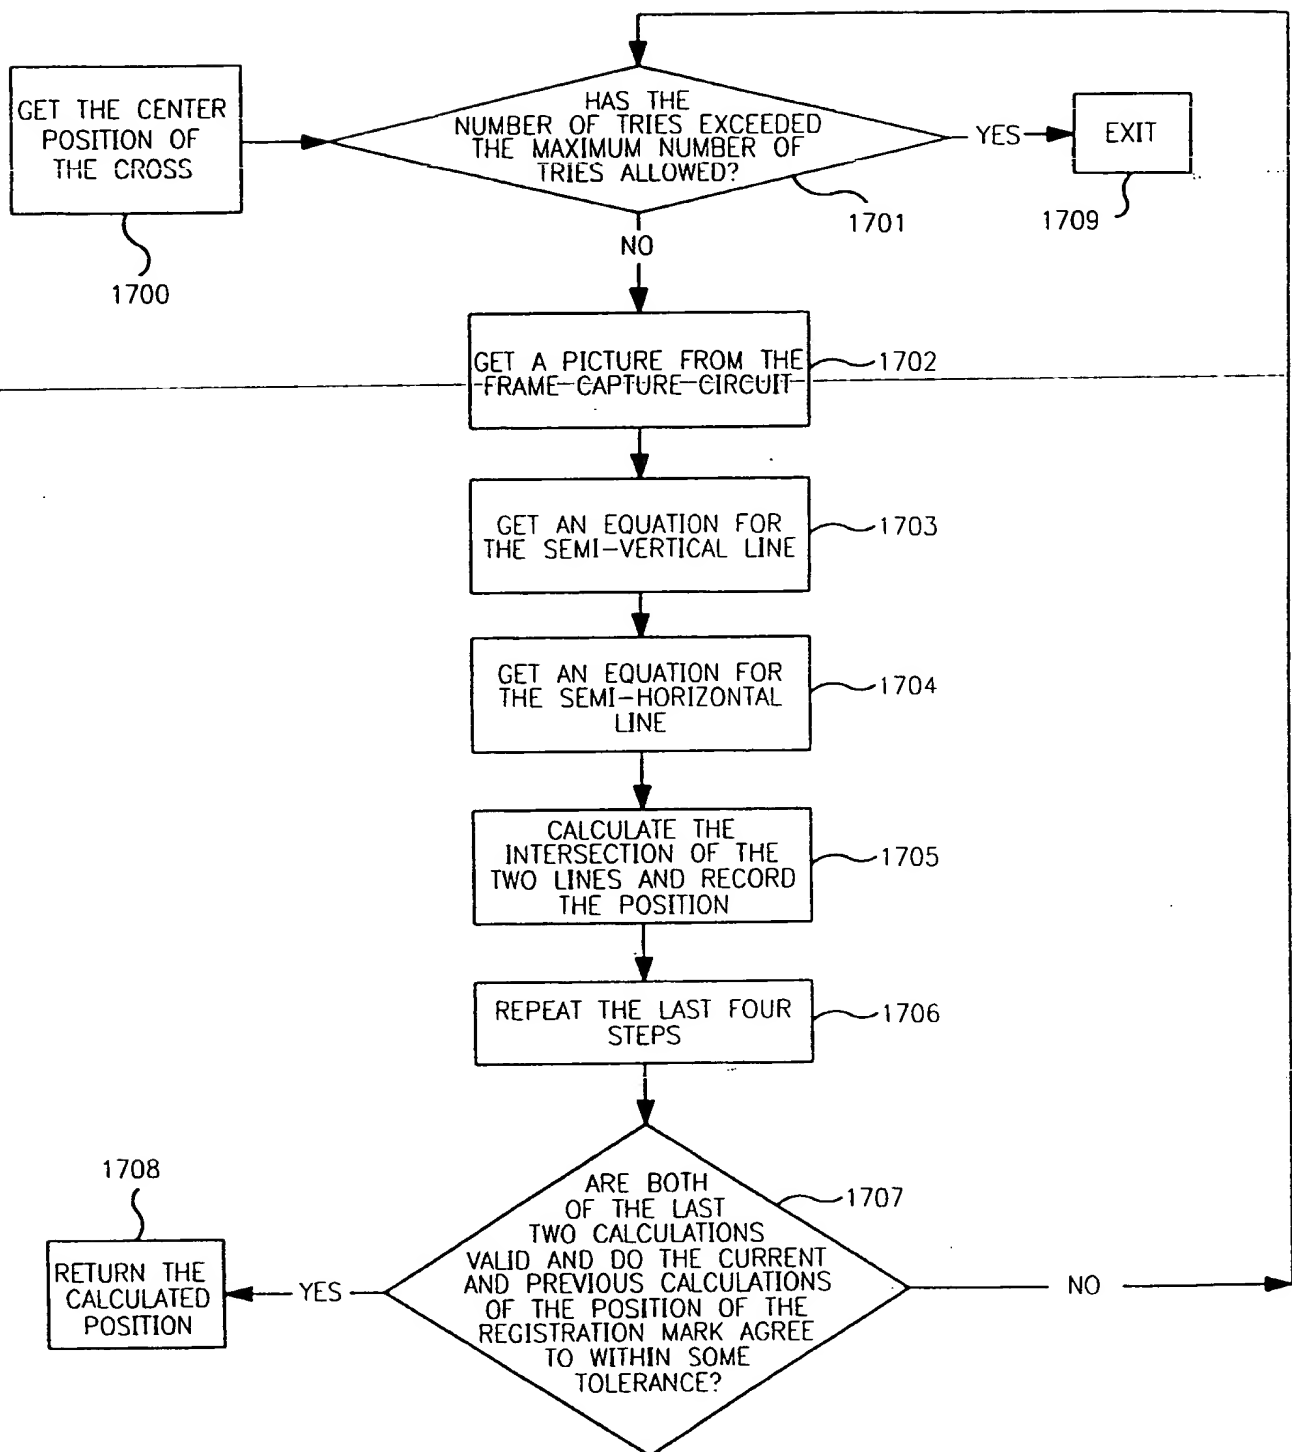 GET THE CENTER
POSITION OF
THE CROSS
1700
HAS THE
NUMBER OF TRIES EXCEEDED
THE MAXIMUM NUMBER OF
TRIES ALLOWED?
1701
YES
EXIT
1709
NO
GET A PICTURE FROM THE
FRAME CAPTURE CIRCUIT
1702
GET AN EQUATION FOR
THE SEMI-VERTICAL LINE
1703
GET AN EQUATION FOR
THE SEMI-HORIZONTAL
LINE
1704
CALCULATE THE
INTERSECTION OF THE
TWO LINES AND RECORD
THE POSITION
1705
REPEAT THE LAST FOUR
STEPS
1706
ARE BOTH
OF THE LAST
TWO CALCULATIONS
VALID AND DO THE CURRENT
AND PREVIOUS CALCULATIONS
OF THE POSITION OF THE
REGISTRATION MARK AGREE
TO WITHIN SOME
TOLERANCE?
1707
YES
RETURN THE
CALCULATED
POSITION
1708
NO